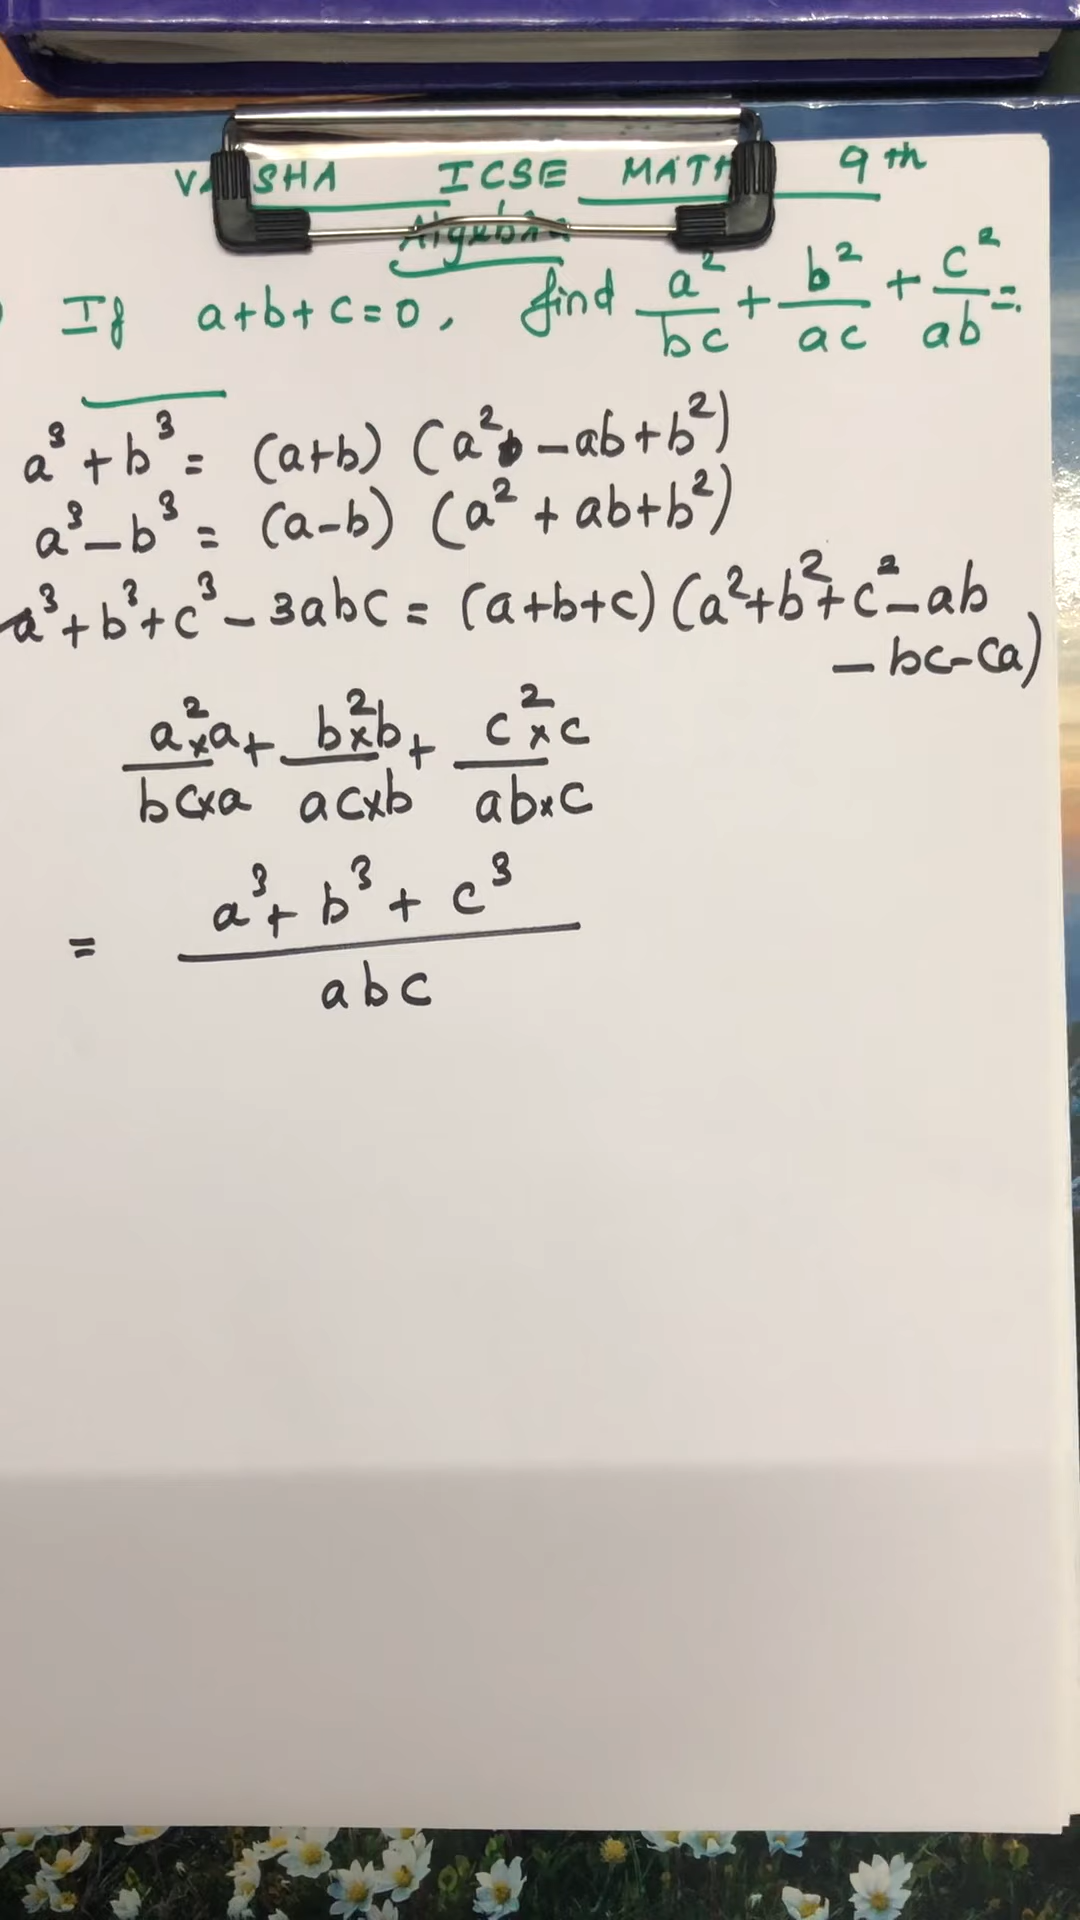 SHA ICSE MATH 9th
Algebra
If a+b+c=0, find a²/bc + b²/ac + c²/ab =
a³+b³ = (a+b) (a² -ab+b²)
a³-b³ = (a-b) (a² + ab+b²)
a³+b³+c³-3abc = (a+b+c) (a²+b²+c²-ab
-bc-ca)
a²×a/bc×a + b²×b/ac×b + c²×c/ab×c
= a³+b³+c³/abc